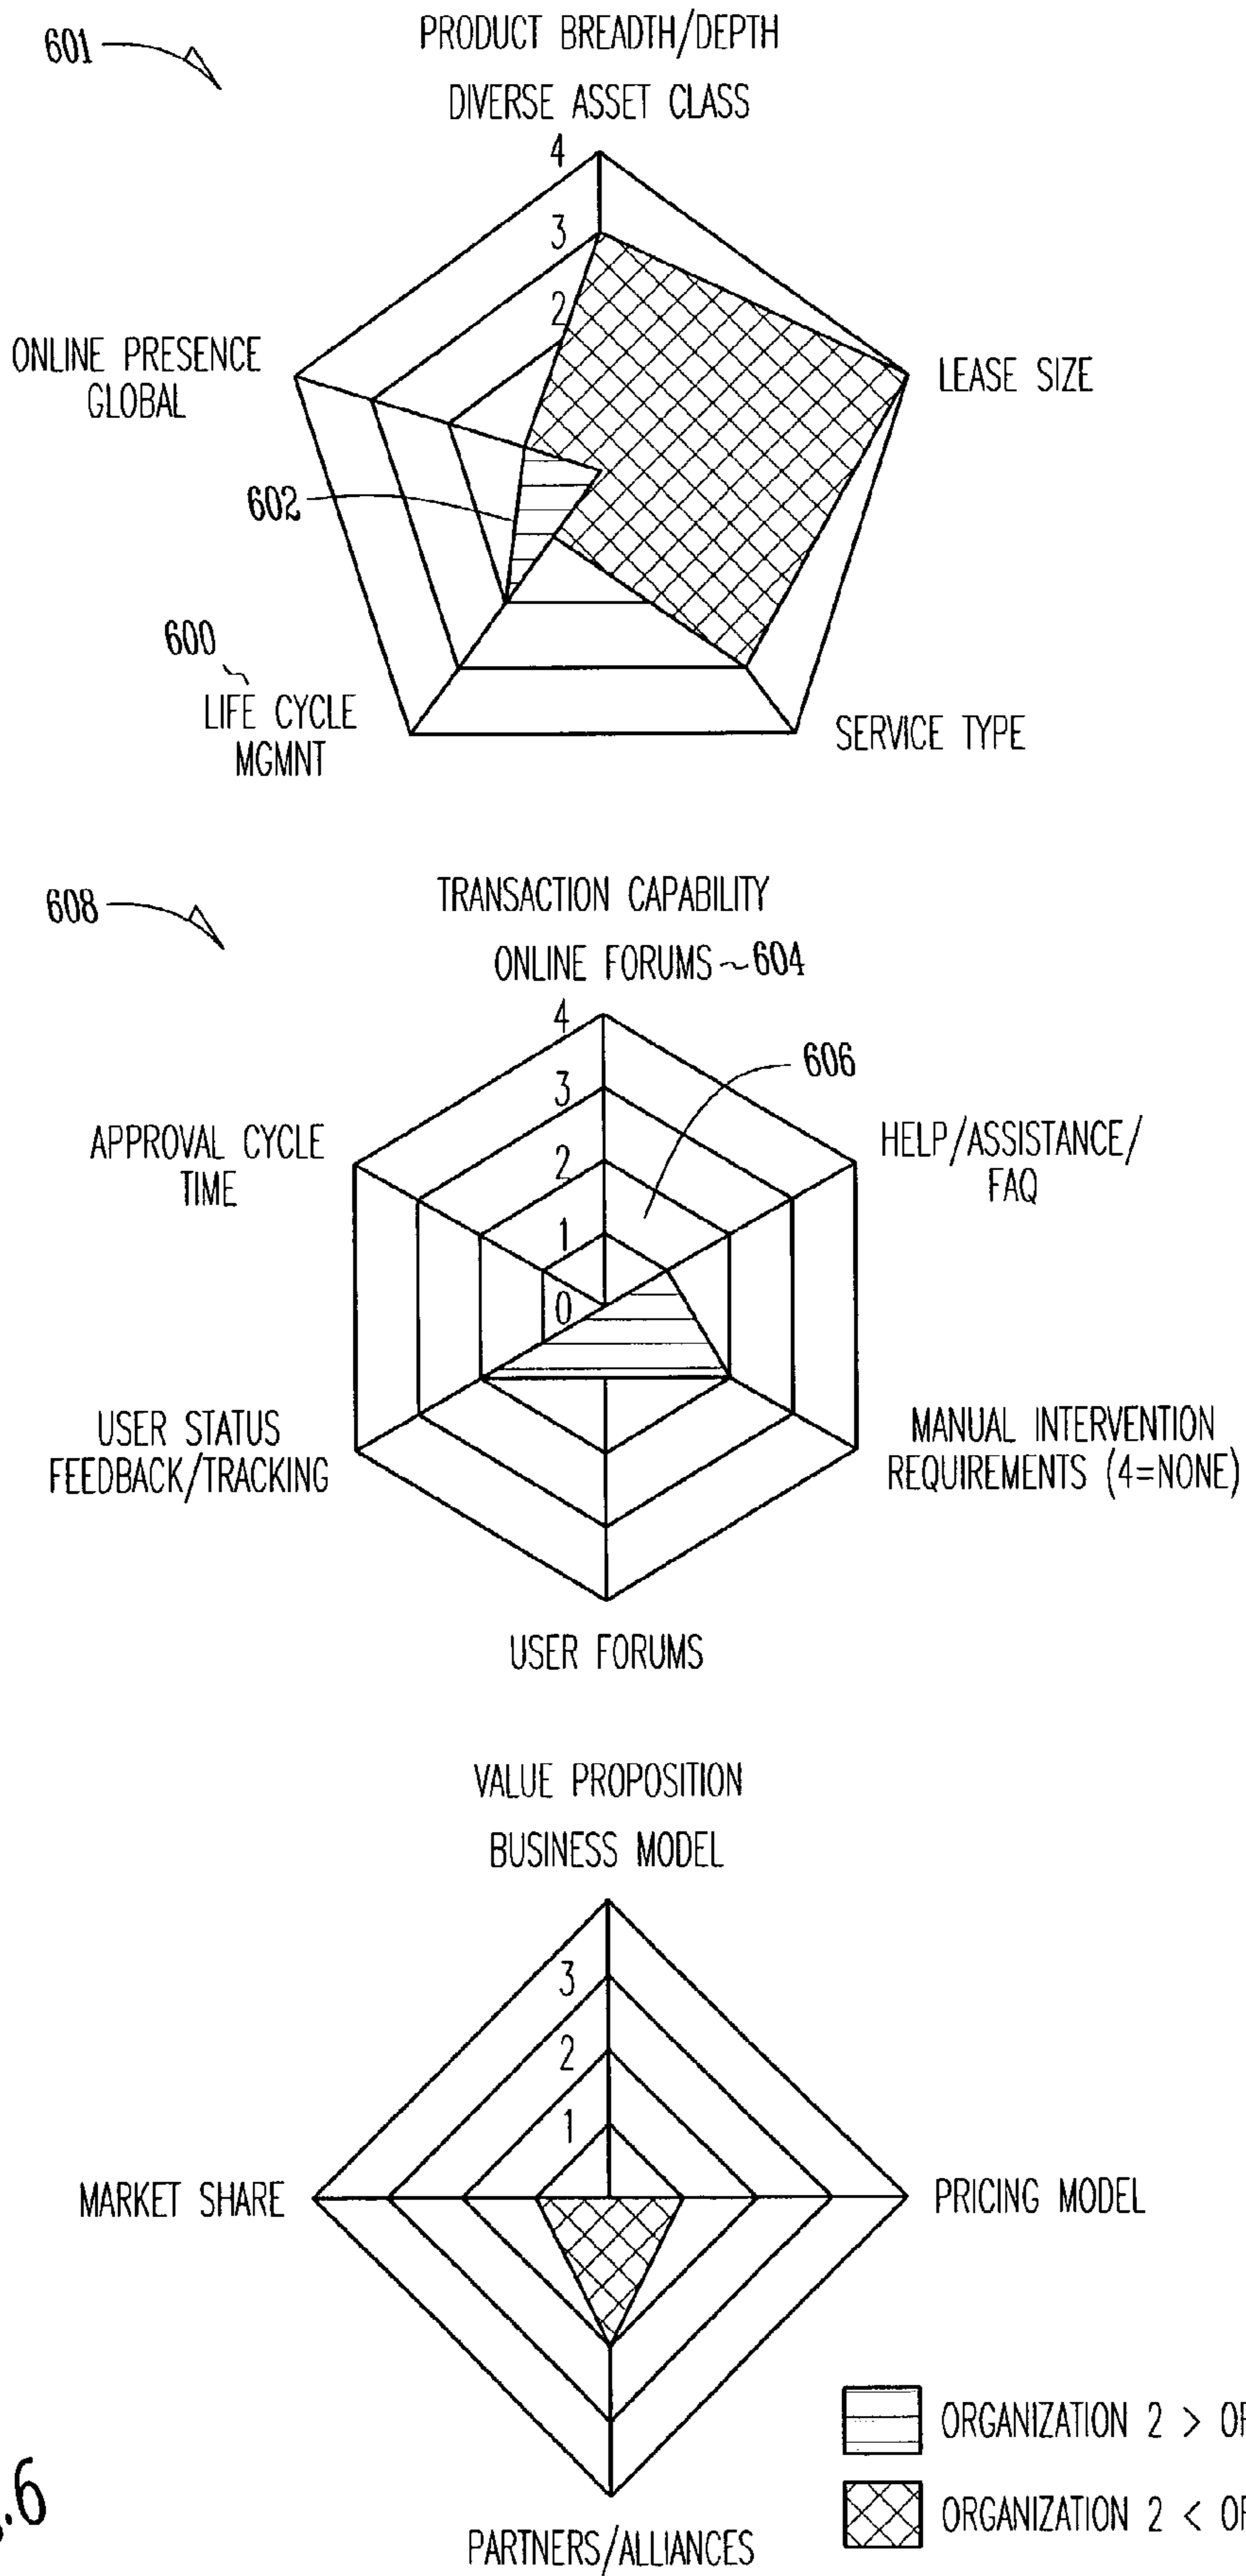 601
PRODUCT BREADTH/DEPTH
DIVERSE ASSET CLASS
4
3
2
ONLINE PRESENCE
GLOBAL
LEASE SIZE
602
600
LIFE CYCLE
MGMNT
SERVICE TYPE
608
TRANSACTION CAPABILITY
ONLINE FORUMS ~604
4
606
3
APPROVAL CYCLE
TIME
HELP/ASSISTANCE/
FAQ
2
1
0
USER STATUS
FEEDBACK/TRACKING
MANUAL INTERVENTION
REQUIREMENTS (4=NONE)
USER FORUMS
VALUE PROPOSITION
BUSINESS MODEL
3
2
1
MARKET SHARE
PRICING MODEL
ORGANIZATION 2 >
ORGANIZATION 2 <
.6
PARTNERS/ALLIANCES